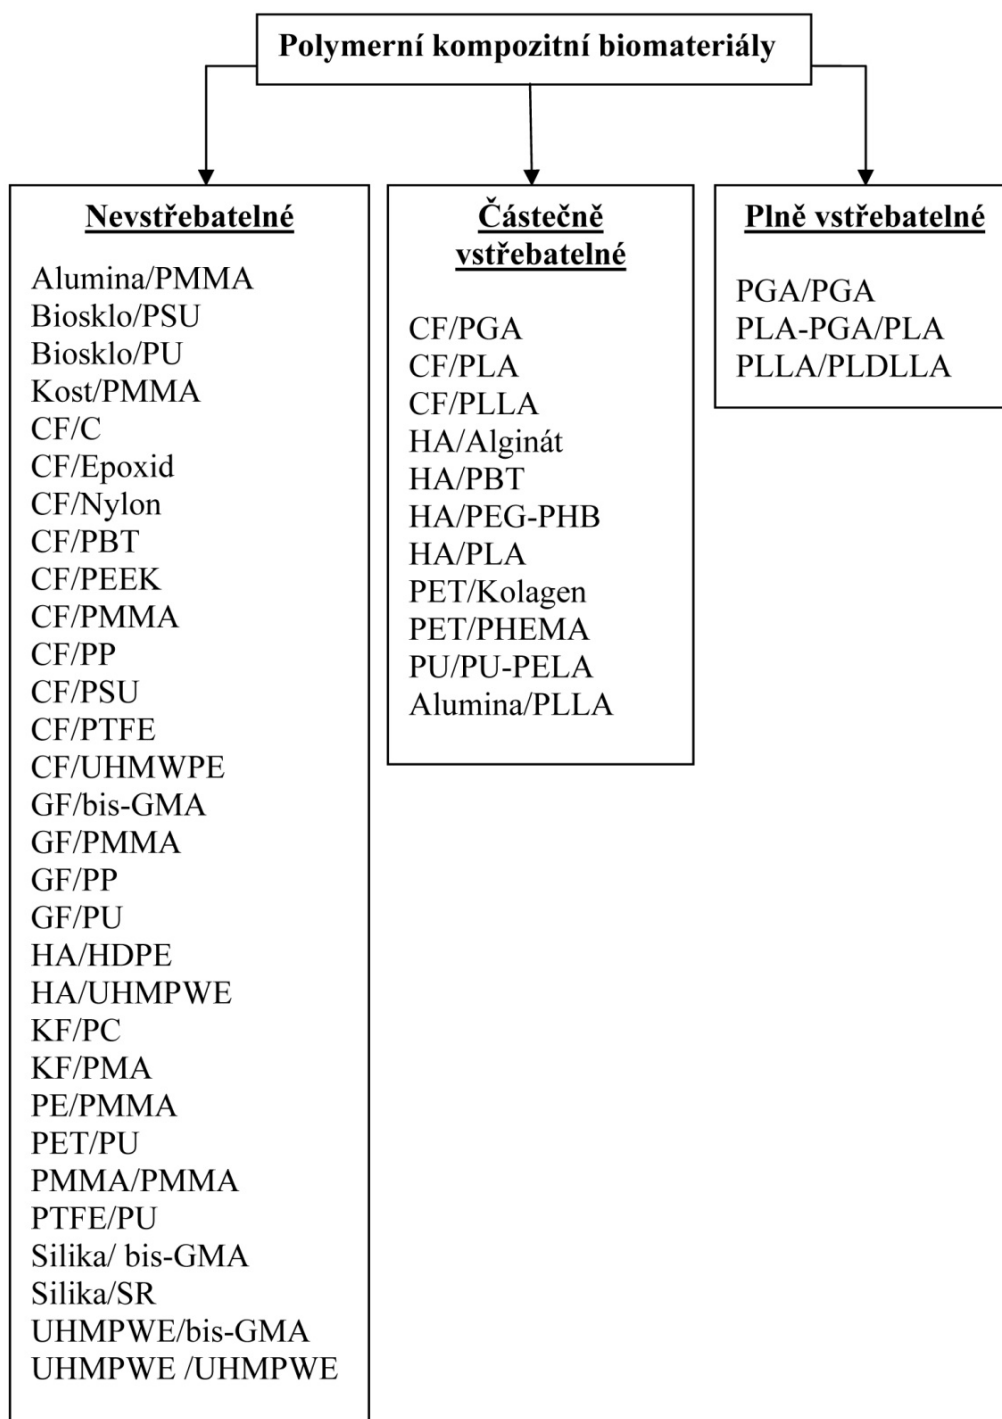 Polymerní kompozitní biomateriály
Nevstřebatelné
Alumina/PMMA
Biosklo/PSU
Biosklo/PU
Kost/PMMA
CF/C
CF/Epoxid
CF/Nylon
CF/PBT
CF/PEEK
CF/PMMA
CF/PP
CF/PSU
CF/PTFE
CF/UHMWPE
GF/bis-GMA
GF/PMMA
GF/PP
GF/PU
HA/HDPE
HA/UHMPWE
KF/PC
KF/PMA
PE/PMMA
PET/PU
PMMA/PMMA
PTFE/PU
Silika/ bis-GMA
Silika/SR
UHMPWE/bis-GMA
UHMPWE /UHMPWE
Částečně
vstřebatelné
CF/PGA
CF/PLA
CF/PLLA
HA/Alginát
HA/PBT
HA/PEG-PHB
HA/PLA
PET/Kolagen
PET/PHEMA
PU/PU-PELA
Alumina/PLLA
Plně vstřebatelné
PGA/PGA
PLA-PGA/PLA
PLLA/PLDLLA